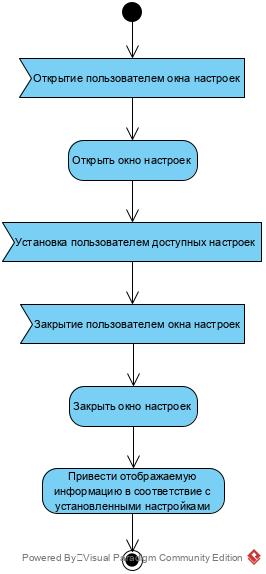 Открытие пользователем окна настроек
Открыть окно настроек
Установка пользователем доступных настроек
Закрытие пользователем окна настроек
Закрыть окно настроек
Привести отображаемую
информацию в соответствие с
установленными настройками
Powered By Visual Paradigm Community Edition